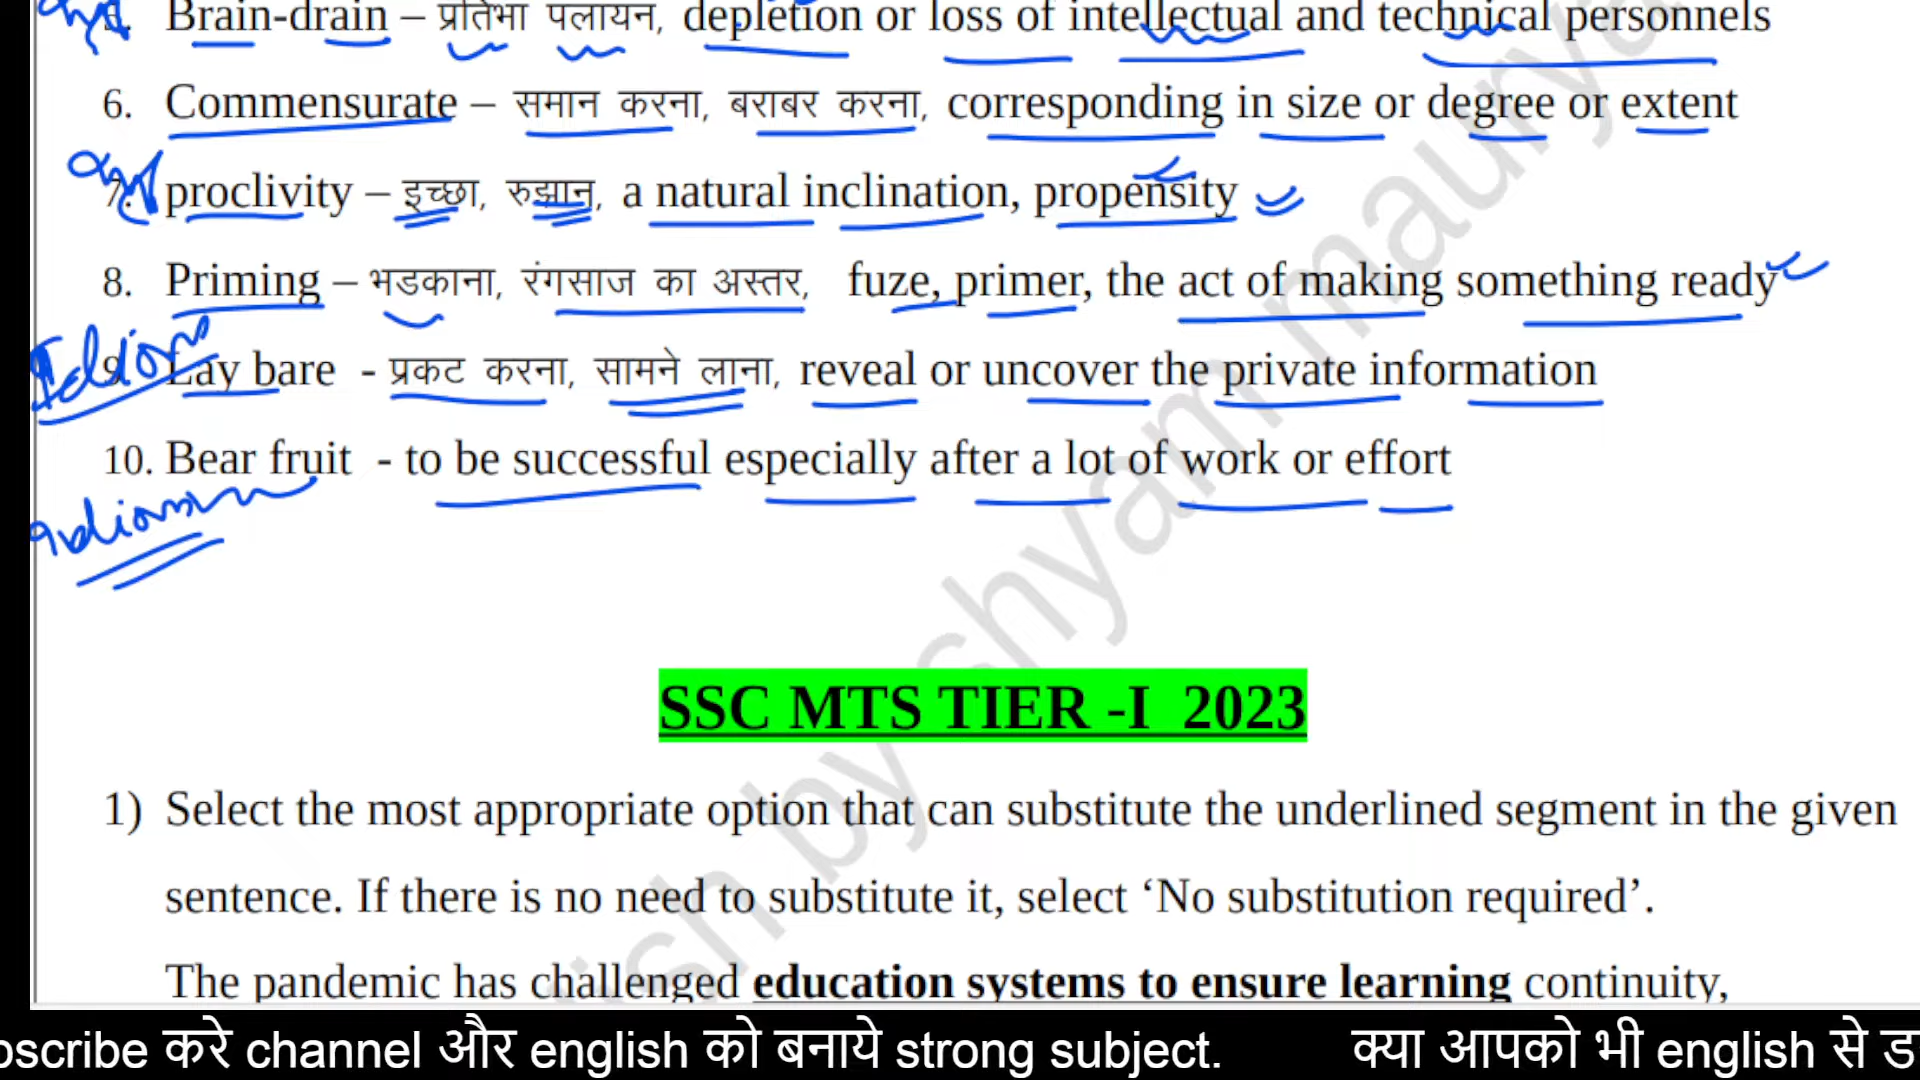 5. Brain-drain – प्रतिभा पलायन, depletion or loss of intellectual and technical personnels
6. Commensurate – समान करना, बराबर करना, corresponding in size or degree or extent
7. proclivity – इच्छा, रुझान, a natural inclination, propensity
8. Priming – भडकाना, रंगसाज का अस्तर, fuze, primer, the act of making something ready
9. Lay bare - प्रकट करना, सामने लाना, reveal or uncover the private information
10. Bear fruit - to be successful especially after a lot of work or effort
SSC MTS TIER -I 2023
1) Select the most appropriate option that can substitute the underlined segment in the given
sentence. If there is no need to substitute it, select ‘No substitution required’.
The pandemic has challenged education systems to ensure learning continuity,
bscribe करे channel और english को बनाये strong subject. क्या आपको भी english से ड
ish by shyam maurya